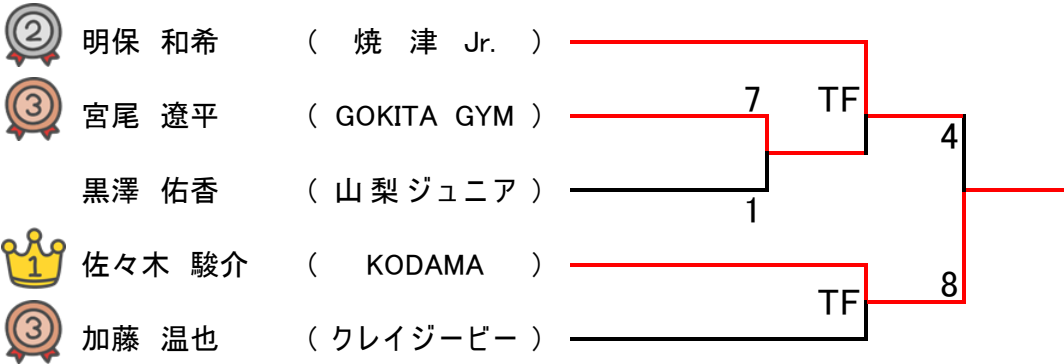 2 明保 和希 ( 焼 津 Jr. )
3 宮尾 遼平 ( GOKITA GYM ) 7 TF
4
黒澤 佑香 ( 山梨ジュニア )
1
1 佐々木 駿介 ( KODAMA )
TF 8
3 加藤 温也 ( クレイジービー )